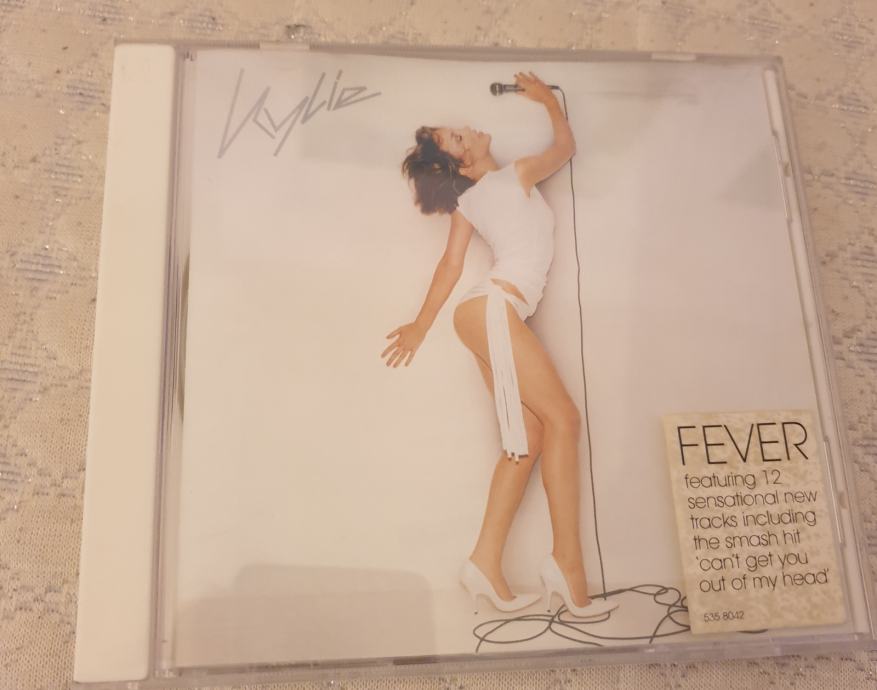 Kylie
FEVER
featuring 12
sensational new
tracks including
the smash hit
'can't get you
out of my head'
535 8042